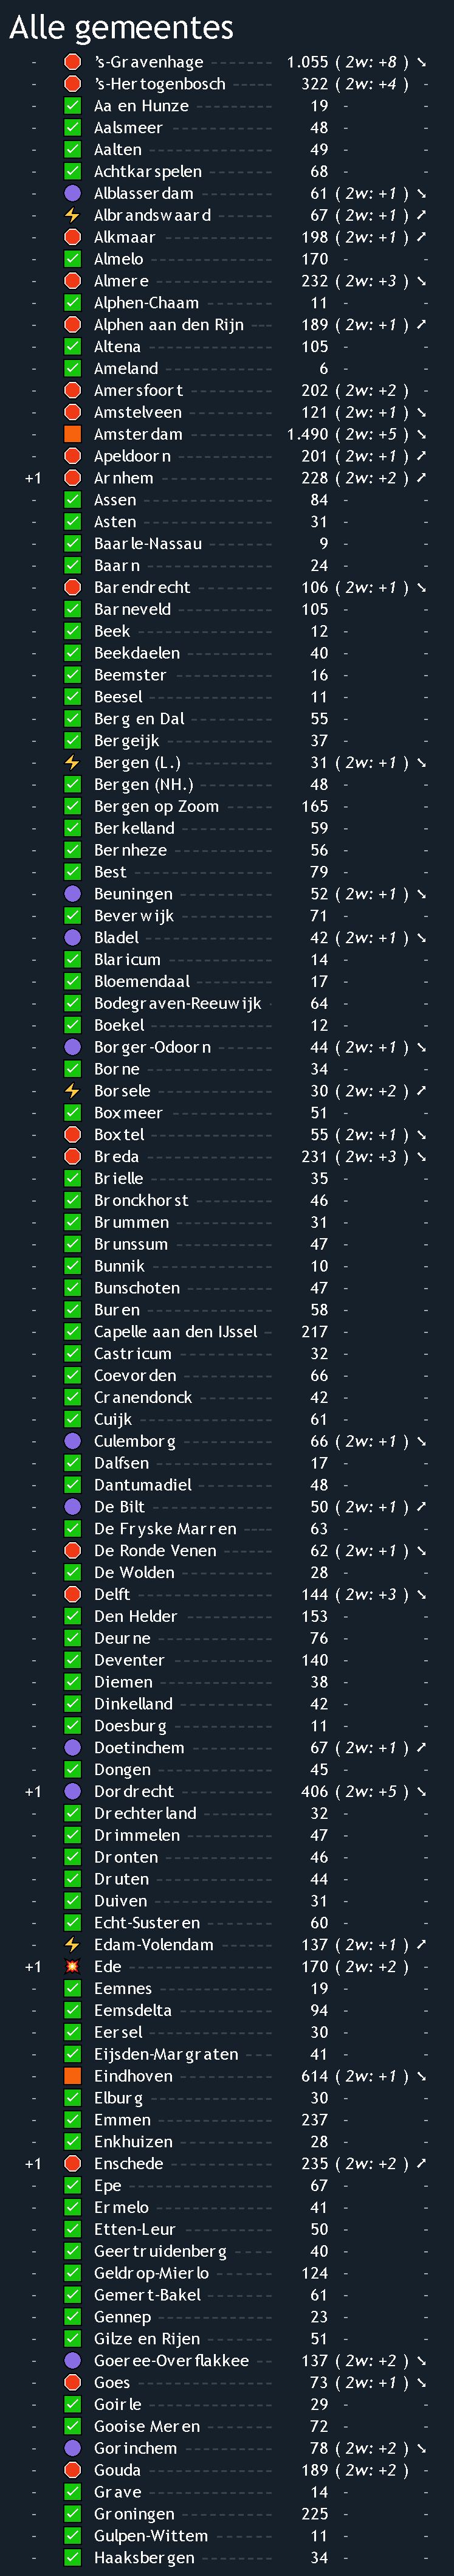 Alle gemeentes
- 's-Gravenhage 1.055 ( 2w: +8 ) ↘
- 's-Hertogenbosch 322 ( 2w: +4 ) -
- Aa en Hunze 19 - -
- Aalsmeer 48 - -
- Aalten 49 - -
- Achtkarspelen 68 - -
- Alblasserdam 61 ( 2w: +1 ) ↘
- Albrandswaard 67 ( 2w: +1 ) ↗
- Alkmaar 198 ( 2w: +1 ) ↗
- Almelo 170 - -
- Almere 232 ( 2w: +3 ) ↘
- Alphen-Chaam 11 - -
- Alphen aan den Rijn 189 ( 2w: +1 ) ↗
- Altena 105 - -
- Ameland 6 - -
- Amersfoort 202 ( 2w: +2 ) -
- Amstelveen 121 ( 2w: +1 ) ↘
- Amsterdam 1.490 ( 2w: +5 ) ↘
- Apeldoorn 201 ( 2w: +1 ) ↗
+1 Arnhem 228 ( 2w: +2 ) ↗
- Assen 84 - -
- Asten 31 - -
- Baarle-Nassau 9 - -
- Baarn 24 - -
- Barendrecht 106 ( 2w: +1 ) ↘
- Barneveld 105 - -
- Beek 12 - -
- Beekdaelen 40 - -
- Beemster 16 - -
- Beesel 11 - -
- Berg en Dal 55 - -
- Bergeijk 37 - -
- Bergen (L.) 31 ( 2w: +1 ) ↘
- Bergen (NH.) 48 - -
- Bergen op Zoom 165 - -
- Berkelland 59 - -
- Bernheze 56 - -
- Best 79 - -
- Beuningen 52 ( 2w: +1 ) ↘
- Beverwijk 71 - -
- Bladel 42 ( 2w: +1 ) ↘
- Blaricum 14 - -
- Bloemendaal 17 - -
- Bodegraven-Reeuwijk 64 - -
- Boekel 12 - -
- Borger-Odoorn 44 ( 2w: +1 ) ↘
- Borne 34 - -
- Borsele 30 ( 2w: +2 ) ↗
- Boxmeer 51 - -
- Boxtel 55 ( 2w: +1 ) ↘
- Breda 231 ( 2w: +3 ) ↘
- Brielle 35 - -
- Bronckhorst 46 - -
- Brummen 31 - -
- Brunssum 47 - -
- Bunnik 10 - -
- Bunschoten 47 - -
- Buren 58 - -
- Capelle aan den IJssel 217 - -
- Castricum 32 - -
- Coevorden 66 - -
- Cranendonck 42 - -
- Cuijk 61 - -
- Culemborg 66 ( 2w: +1 ) ↘
- Dalfsen 17 - -
- Dantumadiel 48 - -
- De Bilt 50 ( 2w: +1 ) ↗
- De Fryske Marren 63 - -
- De Ronde Venen 62 ( 2w: +1 ) ↘
- De Wolden 28 - -
- Delft 144 ( 2w: +3 ) ↘
- Den Helder 153 - -
- Deurne 76 - -
- Deventer 140 - -
- Diemen 38 - -
- Dinkelland 42 - -
- Doesburg 11 - -
- Doetinchem 67 ( 2w: +1 ) ↗
- Dongen 45 - -
+1 Dordrecht 406 ( 2w: +5 ) ↘
- Drechterland 32 - -
- Drimmelen 47 - -
- Dronten 46 - -
- Druten 44 - -
- Duiven 31 - -
- Echt-Susteren 60 - -
- Edam-Volendam 137 ( 2w: +1 ) ↗
+1 Ede 170 ( 2w: +2 ) -
- Eemnes 19 - -
- Eemsdelta 94 - -
- Eersel 30 - -
- Eijsden-Margraten 41 - -
- Eindhoven 614 ( 2w: +1 ) ↘
- Elburg 30 - -
- Emmen 237 - -
- Enkhuizen 28 - -
+1 Enschede 235 ( 2w: +2 ) ↗
- Epe 67 - -
- Ermelo 41 - -
- Etten-Leur 50 - -
- Geertruidenberg 40 - -
- Geldrop-Mierlo 124 - -
- Gemert-Bakel 61 - -
- Gennep 23 - -
- Gilze en Rijen 51 - -
- Goeree-Overflakkee 137 ( 2w: +2 ) ↘
- Goes 73 ( 2w: +1 ) ↘
- Goirle 29 - -
- Gooise Meren 72 - -
- Gorinchem 78 ( 2w: +2 ) ↘
- Gouda 189 ( 2w: +2 ) -
- Grave 14 - -
- Groningen 225 - -
- Gulpen-Wittem 11 - -
- Haaksbergen 34 - -